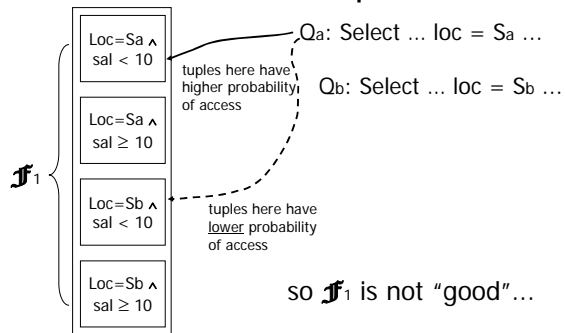 Loc=Sa ∧
sal < 10
Loc=Sa ∧
sal ≥ 10
Loc=Sb ∧
sal < 10
Loc=Sb ∧
sal ≥ 10
𝕱1
tuples here have
higher probability
of access
tuples here have
lower probability
of access
Qa: Select ... loc = Sa ...
Qb: Select ... loc = Sb ...
so 𝕱1 is not “good”...